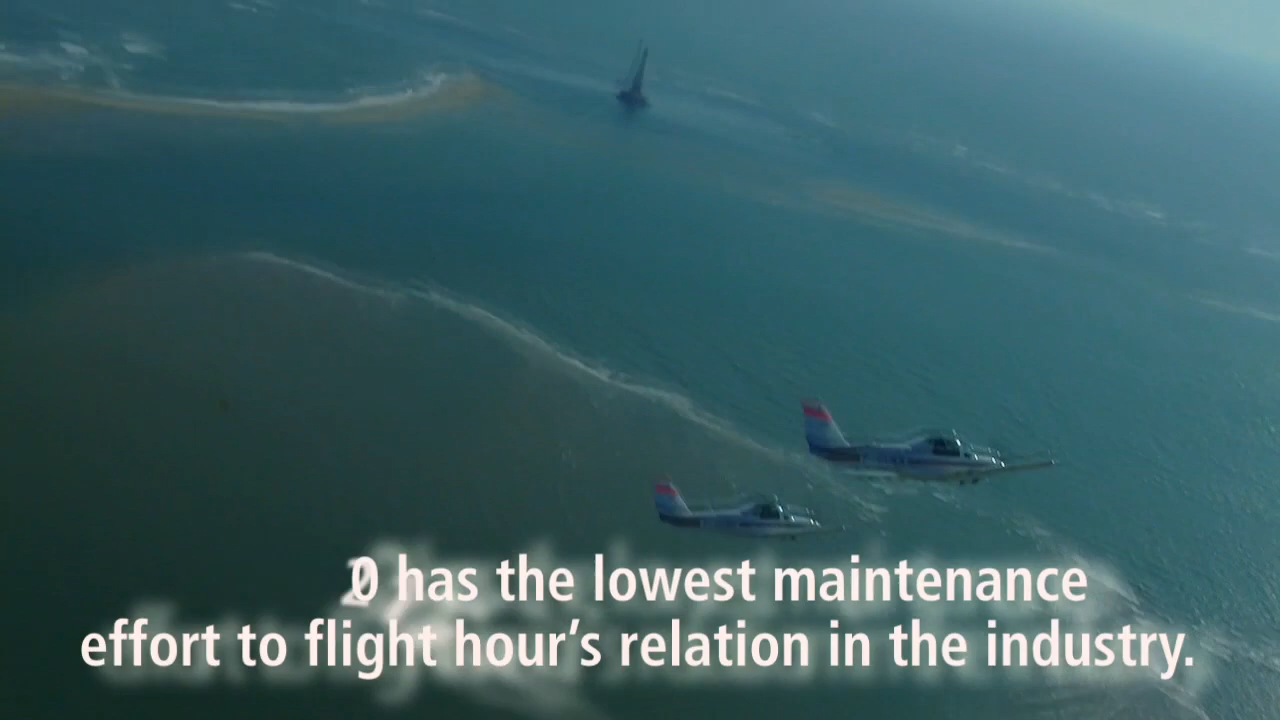 0 has the lowest maintenance
effort to flight hour’s relation in the industry.